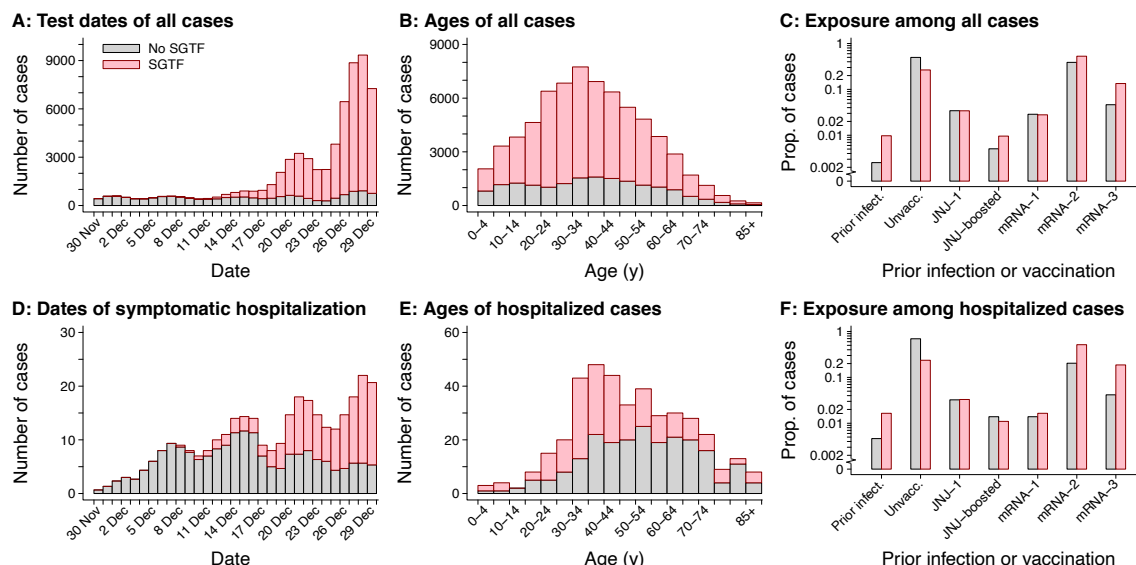 A: Test dates of all cases
Number of cases
9000
6000
3000
0
No SGTF
SGTF
30 Nov
2 Dec
5 Dec
8 Dec
11 Dec
14 Dec
17 Dec
20 Dec
23 Dec
26 Dec
29 Dec
Date
B: Ages of all cases
Number of cases
9000
7000
5000
3000
0
0−4
10−14
20−24
30−34
40−44
50−54
60−64
70−74
85+
Age (y)
C: Exposure among all cases
Prop. of cases
1
0.2
0.1
0.01
0.002
0
Prior infect.
Unvacc.
JNJ−1
JNJ−boosted
mRNA−1
mRNA−2
mRNA−3
Prior infection or vaccination
D: Dates of symptomatic hospitalization
Number of cases
30
20
10
0
30 Nov
2 Dec
5 Dec
8 Dec
11 Dec
14 Dec
17 Dec
20 Dec
23 Dec
26 Dec
29 Dec
Date
E: Ages of hospitalized cases
Number of cases
60
40
20
0
0−4
10−14
20−24
30−34
40−44
50−54
60−64
70−74
85+
Age (y)
F: Exposure among hospitalized cases
Prop. of cases
1
0.2
0.1
0.02
0.01
0.002
0
Prior infect.
Unvacc.
JNJ−1
JNJ−boosted
mRNA−1
mRNA−2
mRNA−3
Prior infection or vaccination